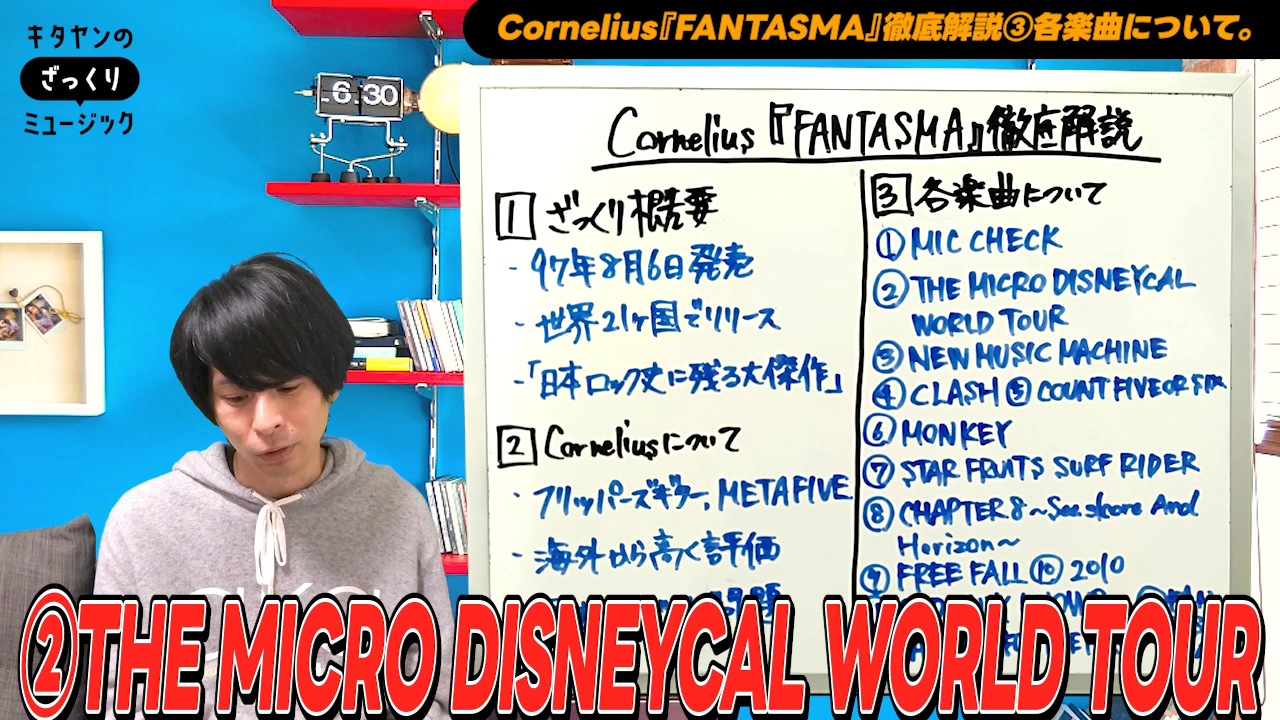 キタヤンの
ざっくり
ミュージック
Cornelius『FANTASMA』徹底解説③各楽曲について。
6 30
Cornelius『FANTASMA』徹底解説
1 ざっくり概要
・97年8月6日発売
・世界21ヶ国でリリース
・「日本ロック史に残る大傑作」
2 Corneliusについて
・フリッパーズギター、METAFIVE
・海外から高く評価
3 各楽曲について
① MIC CHECK
② THE MICRO DISNEYCAL
WORLD TOUR
③ NEW MUSIC MACHINE
④ CLASH ⑤ COUNT FIVE OR SIX
⑥ MONKEY
⑦ STAR FRUITS SURF RIDER
⑧ CHAPTER 8 ~Seashore And
Horizon~
⑨ FREE FALL ⑩ 2010
②THE MICRO DISNEYCAL WORLD TOUR